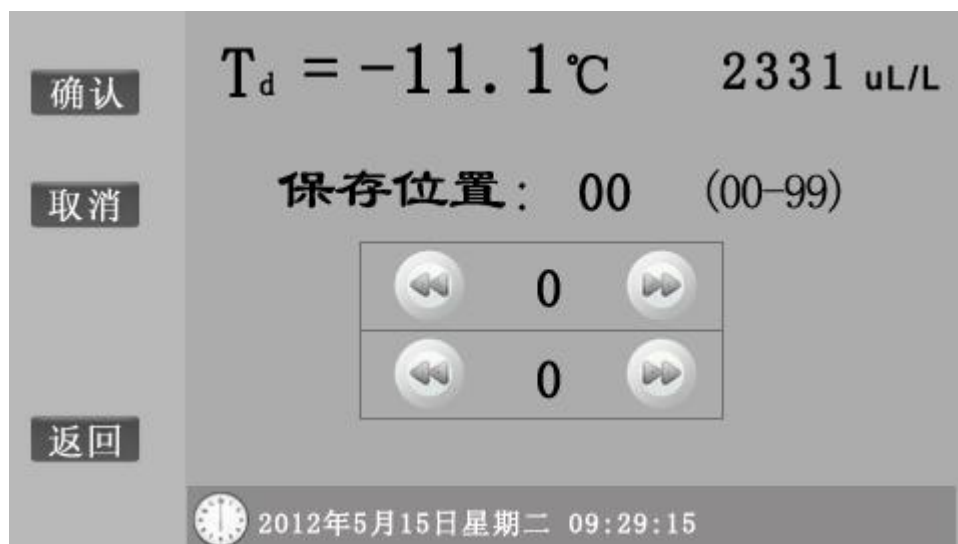 确认
取消
返回
Td = -11.1℃ 2331 uL/L
保存位置: 00 (00-99)
0
0
2012年5月15日星期二 09:29:15